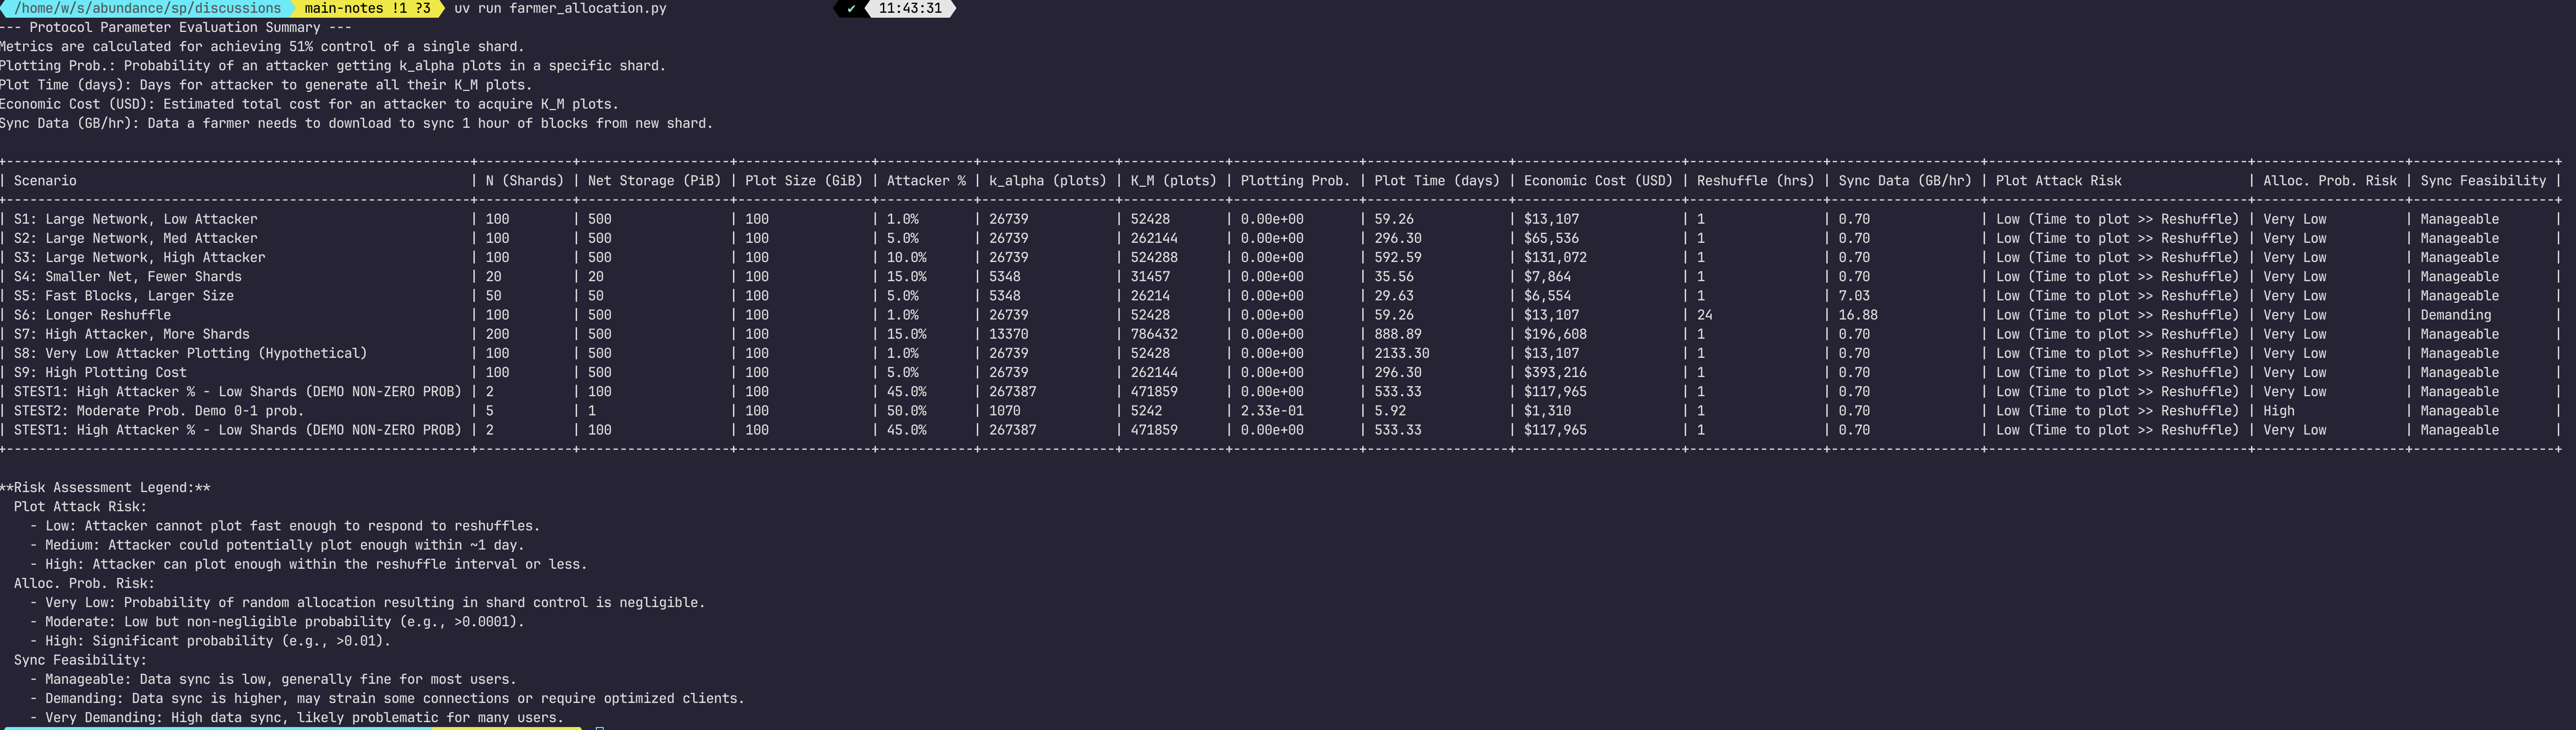 /home/w/s/abundance/sp/discussions main-notes !1 ?3 uv run farmer_allocation.py ✔ 11:43:31
--- Protocol Parameter Evaluation Summary ---
Metrics are calculated for achieving 51% control of a single shard.
Plotting Prob.: Probability of an attacker getting k_alpha plots in a specific shard.
Plot Time (days): Days for attacker to generate all their K_M plots.
Economic Cost (USD): Estimated total cost for an attacker to acquire K_M plots.
Sync Data (GB/hr): Data a farmer needs to download to sync 1 hour of blocks from new shard.
| Scenario | N (Shards) | Net Storage (PiB) | Plot Size (GiB) | Attacker % | k_alpha (plots) | K_M (plots) | Plotting Prob. | Plot Time (days) | Economic Cost (USD) | Reshuffle (hrs) | Sync Data (GB/hr) | Plot Attack Risk | Alloc. Prob. Risk | Sync Feasibility |
| S1: Large Network, Low Attacker | 100 | 500 | 100 | 1.0% | 26739 | 52428 | 0.00e+00 | 59.26 | $13,107 | 1 | 0.70 | Low (Time to plot >> Reshuffle) | Very Low | Manageable |
| S2: Large Network, Med Attacker | 100 | 500 | 100 | 5.0% | 26739 | 262144 | 0.00e+00 | 296.30 | $65,536 | 1 | 0.70 | Low (Time to plot >> Reshuffle) | Very Low | Manageable |
| S3: Large Network, High Attacker | 100 | 500 | 100 | 10.0% | 26739 | 524288 | 0.00e+00 | 592.59 | $131,072 | 1 | 0.70 | Low (Time to plot >> Reshuffle) | Very Low | Manageable |
| S4: Smaller Net, Fewer Shards | 20 | 20 | 100 | 15.0% | 5348 | 31457 | 0.00e+00 | 35.56 | $7,864 | 1 | 0.70 | Low (Time to plot >> Reshuffle) | Very Low | Manageable |
| S5: Fast Blocks, Larger Size | 50 | 50 | 100 | 5.0% | 5348 | 26214 | 0.00e+00 | 29.63 | $6,554 | 1 | 7.03 | Low (Time to plot >> Reshuffle) | Very Low | Manageable |
| S6: Longer Reshuffle | 100 | 500 | 100 | 1.0% | 26739 | 52428 | 0.00e+00 | 59.26 | $13,107 | 24 | 16.88 | Low (Time to plot >> Reshuffle) | Very Low | Demanding |
| S7: High Attacker, More Shards | 200 | 500 | 100 | 15.0% | 13370 | 786432 | 0.00e+00 | 888.89 | $196,608 | 1 | 0.70 | Low (Time to plot >> Reshuffle) | Very Low | Manageable |
| S8: Very Low Attacker Plotting (Hypothetical) | 100 | 500 | 100 | 1.0% | 26739 | 52428 | 0.00e+00 | 2133.30 | $13,107 | 1 | 0.70 | Low (Time to plot >> Reshuffle) | Very Low | Manageable |
| S9: High Plotting Cost | 100 | 500 | 100 | 5.0% | 26739 | 262144 | 0.00e+00 | 296.30 | $393,216 | 1 | 0.70 | Low (Time to plot >> Reshuffle) | Very Low | Manageable |
| STEST1: High Attacker % - Low Shards (DEMO NON-ZERO PROB) | 2 | 100 | 100 | 45.0% | 267387 | 471859 | 0.00e+00 | 533.33 | $117,965 | 1 | 0.70 | Low (Time to plot >> Reshuffle) | Very Low | Manageable |
| STEST2: Moderate Prob. Demo 0-1 prob. | 5 | 1 | 100 | 50.0% | 1070 | 5242 | 2.33e-01 | 5.92 | $1,310 | 1 | 0.70 | Low (Time to plot >> Reshuffle) | High | Manageable |
| STEST1: High Attacker % - Low Shards (DEMO NON-ZERO PROB) | 2 | 100 | 100 | 45.0% | 267387 | 471859 | 0.00e+00 | 533.33 | $117,965 | 1 | 0.70 | Low (Time to plot >> Reshuffle) | Very Low | Manageable |
**Risk Assessment Legend:**
Plot Attack Risk:
- Low: Attacker cannot plot fast enough to respond to reshuffles.
- Medium: Attacker could potentially plot enough within ~1 day.
- High: Attacker can plot enough within the reshuffle interval or less.
Alloc. Prob. Risk:
- Very Low: Probability of random allocation resulting in shard control is negligible.
- Moderate: Low but non-negligible probability (e.g., >0.0001).
- High: Significant probability (e.g., >0.01).
Sync Feasibility:
- Manageable: Data sync is low, generally fine for most users.
- Demanding: Data sync is higher, may strain some connections or require optimized clients.
- Very Demanding: High data sync, likely problematic for many users.